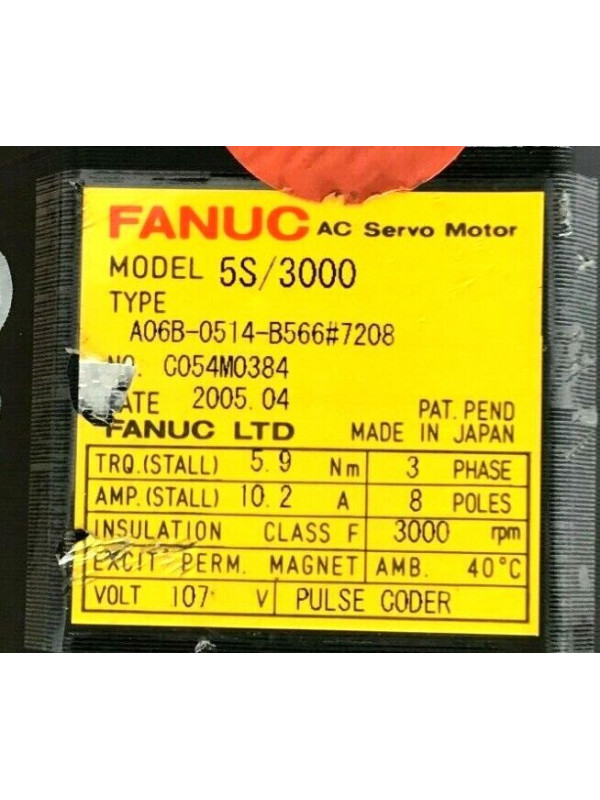 FANUC AC Servo Motor
MODEL 5S/3000
TYPE
A06B-0514-B566#7208
NO. C054M0384
DATE 2005.04 PAT. PEND
FANUC LTD MADE IN JAPAN
TRQ.(STALL) 5.9 Nm 3 PHASE
AMP.(STALL) 10.2 A 8 POLES
INSULATION CLASS F 3000 rpm
EXCIT PERM. MAGNET AMB. 40°C
VOLT 107 V PULSE CODER